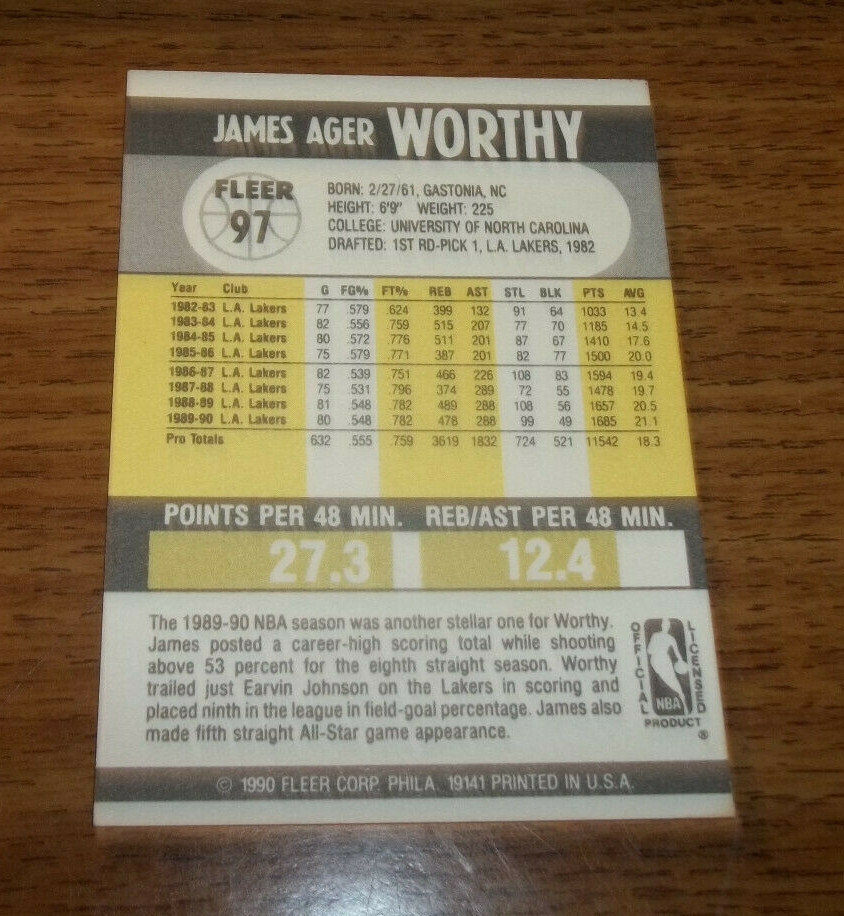 JAMES AGER WORTHY
FLEER
97
BORN: 2/27/61, GASTONIA, NC
HEIGHT: 6'9" WEIGHT: 225
COLLEGE: UNIVERSITY OF NORTH CAROLINA
DRAFTED: 1ST RD-PICK 1, L.A. LAKERS, 1982
Year Club G FG% FT% REB AST STL BLK PTS AVG
1982-83 L.A. Lakers 77 .579 .624 399 132 91 64 1033 13.4
1983-84 L.A. Lakers 82 .556 .759 515 207 77 70 1185 14.5
1984-85 L.A. Lakers 80 .572 .776 511 201 87 67 1410 17.6
1985-86 L.A. Lakers 75 .579 .771 387 201 82 77 1500 20.0
1986-87 L.A. Lakers 82 .539 .751 466 226 108 83 1594 19.4
1987-88 L.A. Lakers 75 .531 .796 374 289 72 55 1478 19.7
1988-89 L.A. Lakers 81 .548 .782 489 288 108 56 1657 20.5
1989-90 L.A. Lakers 80 .548 .782 478 288 99 49 1685 21.1
Pro Totals 632 .555 .759 3619 1832 724 521 11542 18.3
POINTS PER 48 MIN. REB/AST PER 48 MIN.
27.3 12.4
The 1989-90 NBA season was another stellar one for Worthy.
James posted a career-high scoring total while shooting
above 53 percent for the eighth straight season. Worthy
trailed just Earvin Johnson on the Lakers in scoring and
placed ninth in the league in field-goal percentage. James also
made fifth straight All-Star game appearance.
OFFICIAL
LICENSED
NBA
PRODUCT
®
© 1990 FLEER CORP. PHILA. 19141 PRINTED IN U.S.A.